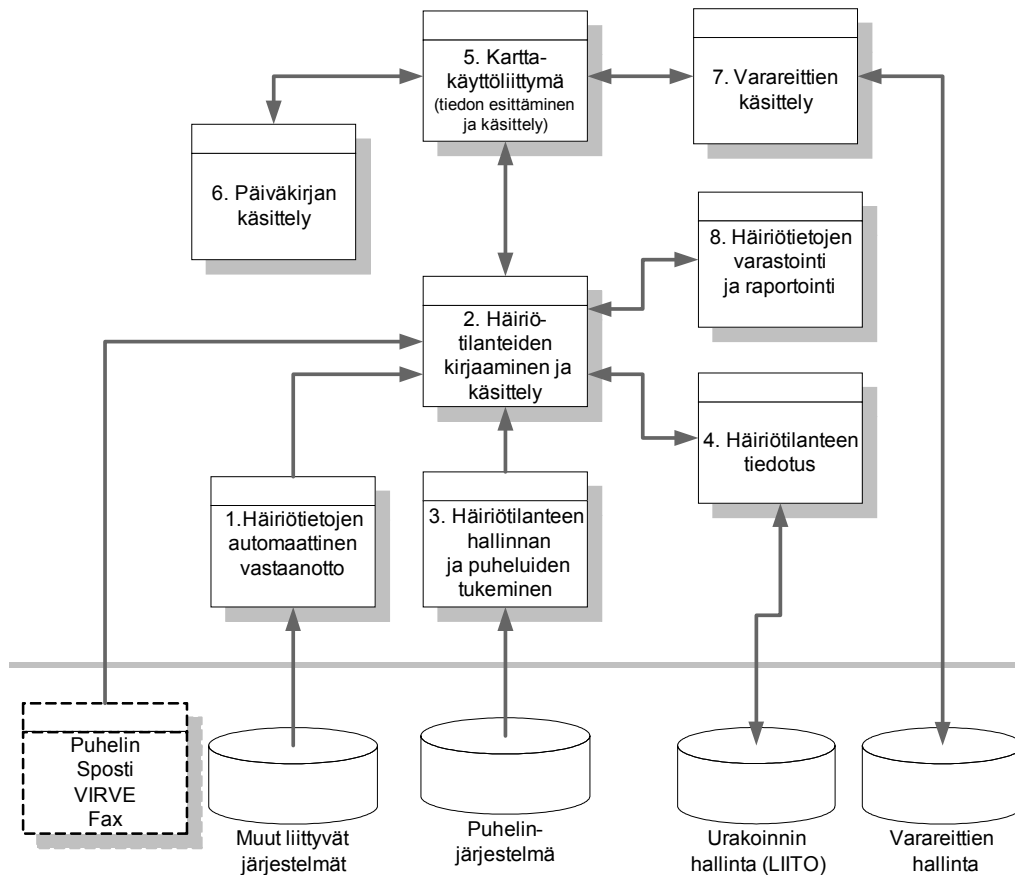 5. Kartta-
käyttöliittymä
(tiedon esittäminen
ja käsittely)
7. Varareittien
käsittely
6. Päiväkirjan
käsittely
8. Häiriötietojen
varastointi
ja raportointi
2. Häiriö-
tilanteiden
kirjaaminen ja
käsittely
4. Häiriötilanteen
tiedotus
1.Häiriötietojen
automaattinen
vastaanotto
3. Häiriötilanteen
hallinnan
ja puheluiden
tukeminen
Puhelin
Sposti
VIRVE
Fax
Muut liittyvät
järjestelmät
Puhelin-
järjestelmä
Urakoinnin
hallinta (LIITO)
Varareittien
hallinta